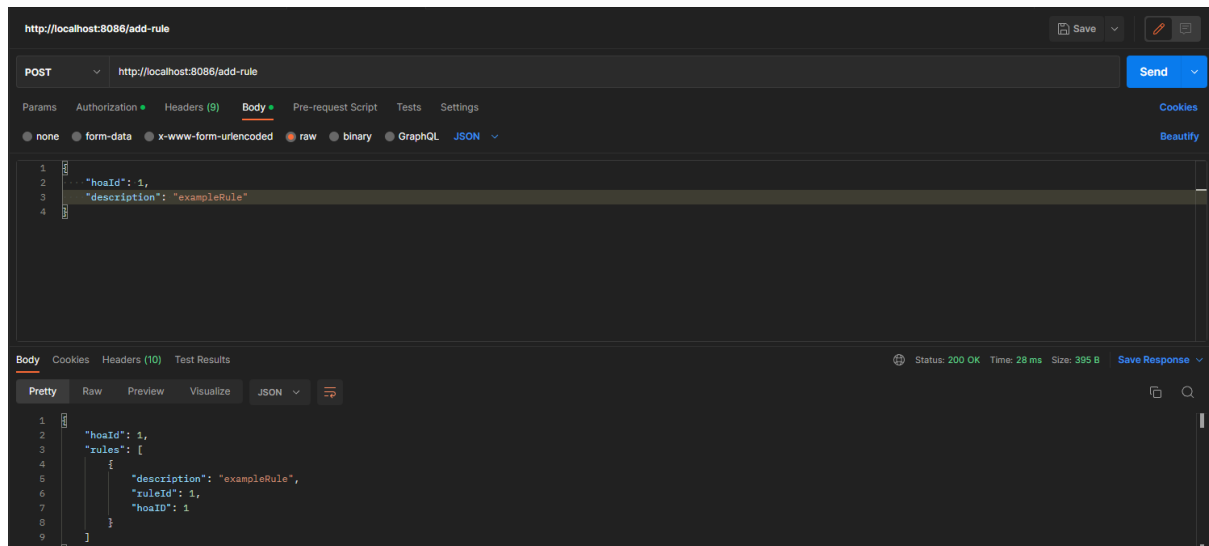 http://localhost:8086/add-rule
Save
POST http://localhost:8086/add-rule Send
Params Authorization Headers (9) Body Pre-request Script Tests Settings Cookies
none form-data x-www-form-urlencoded raw binary GraphQL JSON Beautify
1 {
2 "hoaId": 1,
3 "description": "exampleRule"
4 }
Body Cookies Headers (10) Test Results Status: 200 OK Time: 28 ms Size: 395 B Save Response
Pretty Raw Preview Visualize JSON
1 {
2 "hoaId": 1,
3 "rules": [
4 {
5 "description": "exampleRule",
6 "ruleId": 1,
7 "hoaID": 1
8 }
9 ]